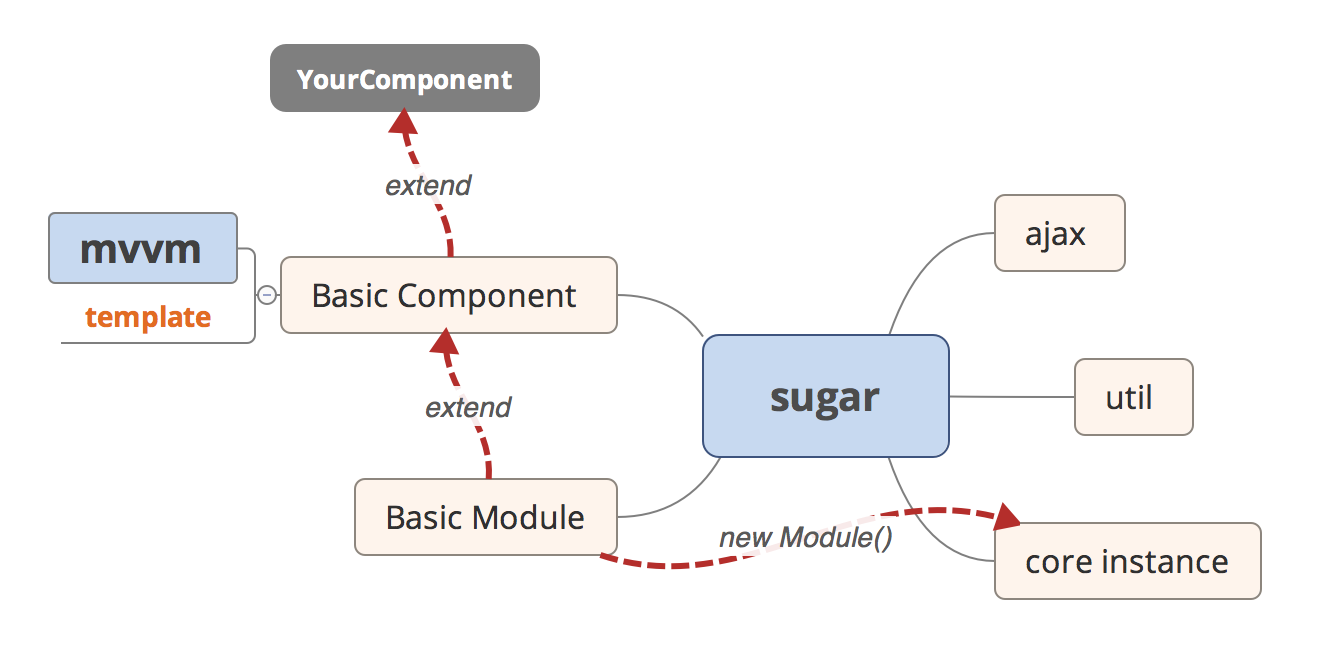 YourComponent
extend
mvvm
template
Basic Component
extend
Basic Module
sugar
new Module()
ajax
util
core instance